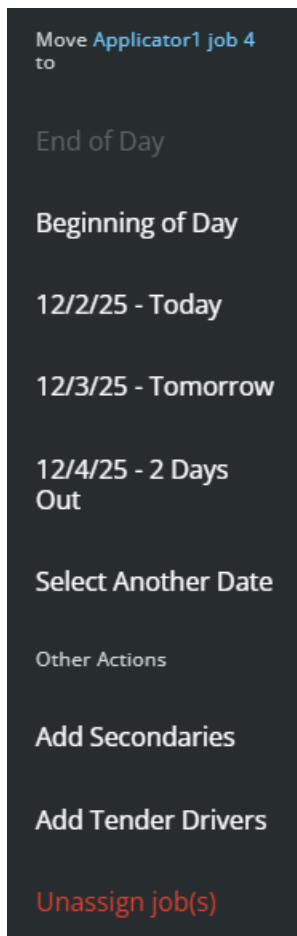 Move Applicator1 job 4
to
End of Day
Beginning of Day
12/2/25 - Today
12/3/25 - Tomorrow
12/4/25 - 2 Days
Out
Select Another Date
Other Actions
Add Secondaries
Add Tender Drivers
Unassign job(s)